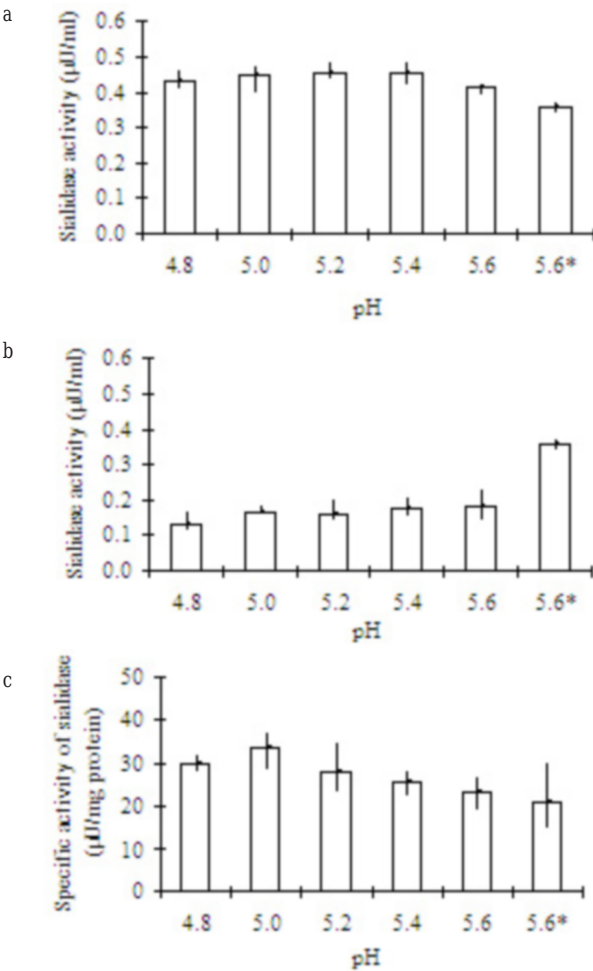 a
Sialidase activity (µU/ml)
0.6
0.5
0.4
0.3
0.2
0.1
0.0
4.8 5.0 5.2 5.4 5.6 5.6*
pH
b
Sialidase activity (µU/ml)
0.6
0.5
0.4
0.3
0.2
0.1
0.0
4.8 5.0 5.2 5.4 5.6 5.6*
pH
c
Specific activity of sialidase
(µU/mg protein)
50
40
30
20
10
0
4.8 5.0 5.2 5.4 5.6 5.6*
pH